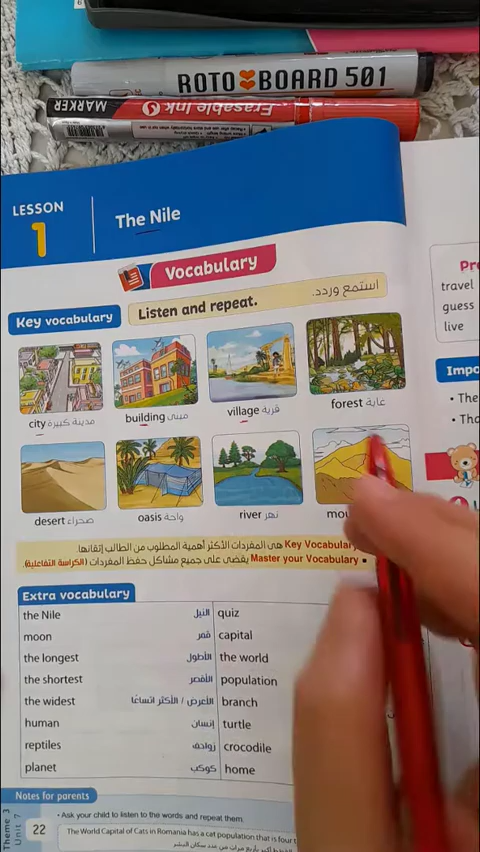 ROTO BOARD 501
MARKER
Erasable Ink
LESSON
1
The Nile
Vocabulary
Key vocabulary
Listen and repeat.
استمع وردد.
city مدينة كبيرة
building مبنى
village قرية
forest غابة
desert صحراء
oasis واحة
river نهر
Key Vocabulary هى المفردات الأكثر أهمية المطلوب من الطالب إتقانها.
Master your Vocabulary يقضى على جميع مشاكل حفظ المفردات (الكراسة التفاعلية).
Extra vocabulary
the Nile النيل quiz
moon قمر capital
the longest الأطول the world
the shortest الأقصر population
the widest الأعرض / الأكثر اتساعًا branch
human إنسان turtle
reptiles زواحف crocodile
planet كوكب home
Notes for parents
• Ask your child to listen to the words and repeat them.
The World Capital of Cats in Romania has a cat population that is four
Theme 3
Unit 7
22
travel
guess
live
• The